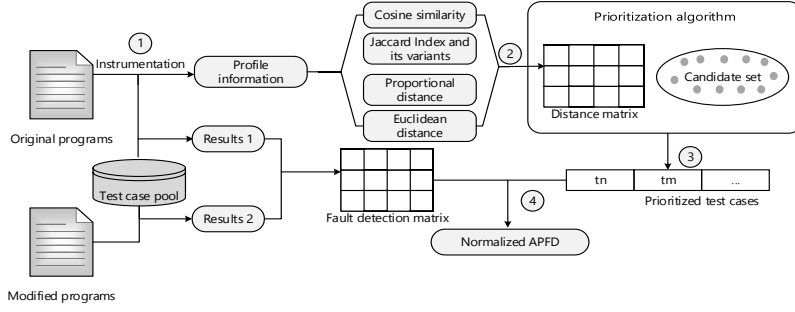 Prioritization algorithm
Cosine similarity
1
Jaccard Index and
its variants
2
Instrumentation
Profile
information
Candidate set
Proportional
distance
Distance matrix
Euclidean
distance
Original programs
Results 1
3
tn
tm
...
Test case pool
4
Prioritized test cases
Results 2
Fault detection matrix
Normalized APFD
Modified programs